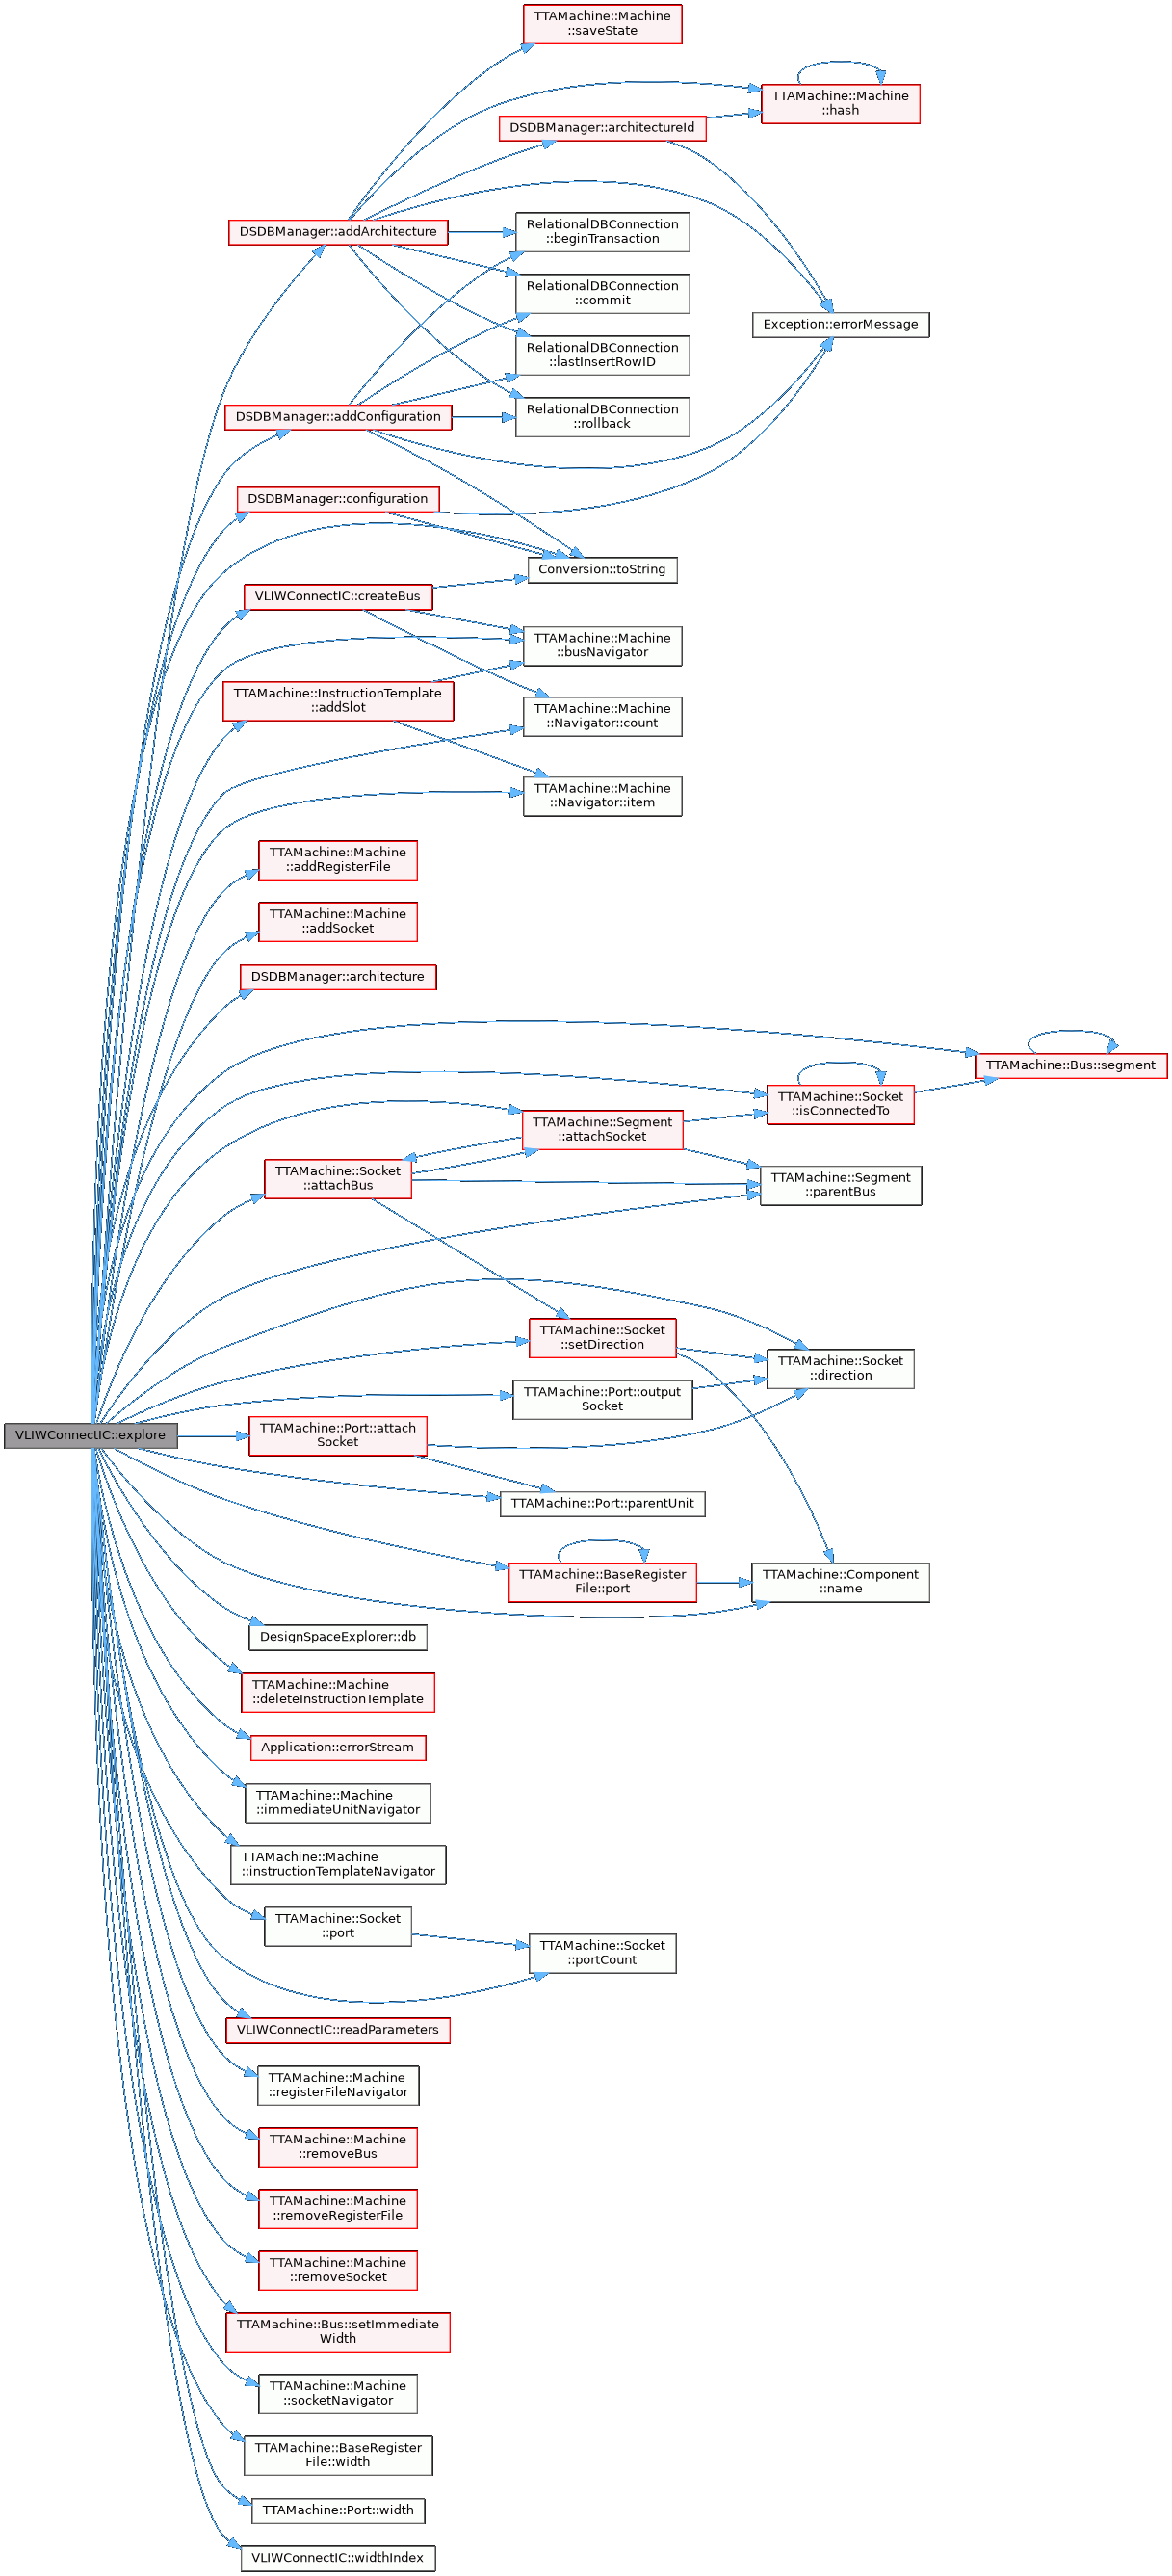 TTAMachine::Machine
::saveState
TTAMachine::Machine
::hash
DSDBManager::architectureId
DSDBManager::addArchitecture
RelationalDBConnection
::beginTransaction
RelationalDBConnection
::commit
Exception::errorMessage
RelationalDBConnection
::lastInsertRowID
RelationalDBConnection
::rollback
DSDBManager::addConfiguration
DSDBManager::configuration
Conversion::toString
VLIWConnectIC::createBus
TTAMachine::Machine
::busNavigator
TTAMachine::InstructionTemplate
::addSlot
TTAMachine::Machine
::Navigator::count
TTAMachine::Machine
::Navigator::item
TTAMachine::Machine
::addRegisterFile
TTAMachine::Machine
::addSocket
DSDBManager::architecture
TTAMachine::Bus::segment
TTAMachine::Socket
::isConnectedTo
TTAMachine::Segment
::attachSocket
TTAMachine::Socket
::attachBus
TTAMachine::Segment
::parentBus
TTAMachine::Socket
::setDirection
TTAMachine::Socket
::direction
TTAMachine::Port::output
Socket
VLIWConnectIC::explore
TTAMachine::Port::attach
Socket
TTAMachine::Port::parentUnit
TTAMachine::BaseRegister
File::port
TTAMachine::Component
::name
DesignSpaceExplorer::db
TTAMachine::Machine
::deleteInstructionTemplate
Application::errorStream
TTAMachine::Machine
::immediateUnitNavigator
TTAMachine::Machine
::instructionTemplateNavigator
TTAMachine::Socket
::port
TTAMachine::Socket
::portCount
VLIWConnectIC::readParameters
TTAMachine::Machine
::registerFileNavigator
TTAMachine::Machine
::removeBus
TTAMachine::Machine
::removeRegisterFile
TTAMachine::Machine
::removeSocket
TTAMachine::Bus::setImmediate
Width
TTAMachine::Machine
::socketNavigator
TTAMachine::BaseRegister
File::width
TTAMachine::Port::width
VLIWConnectIC::widthIndex